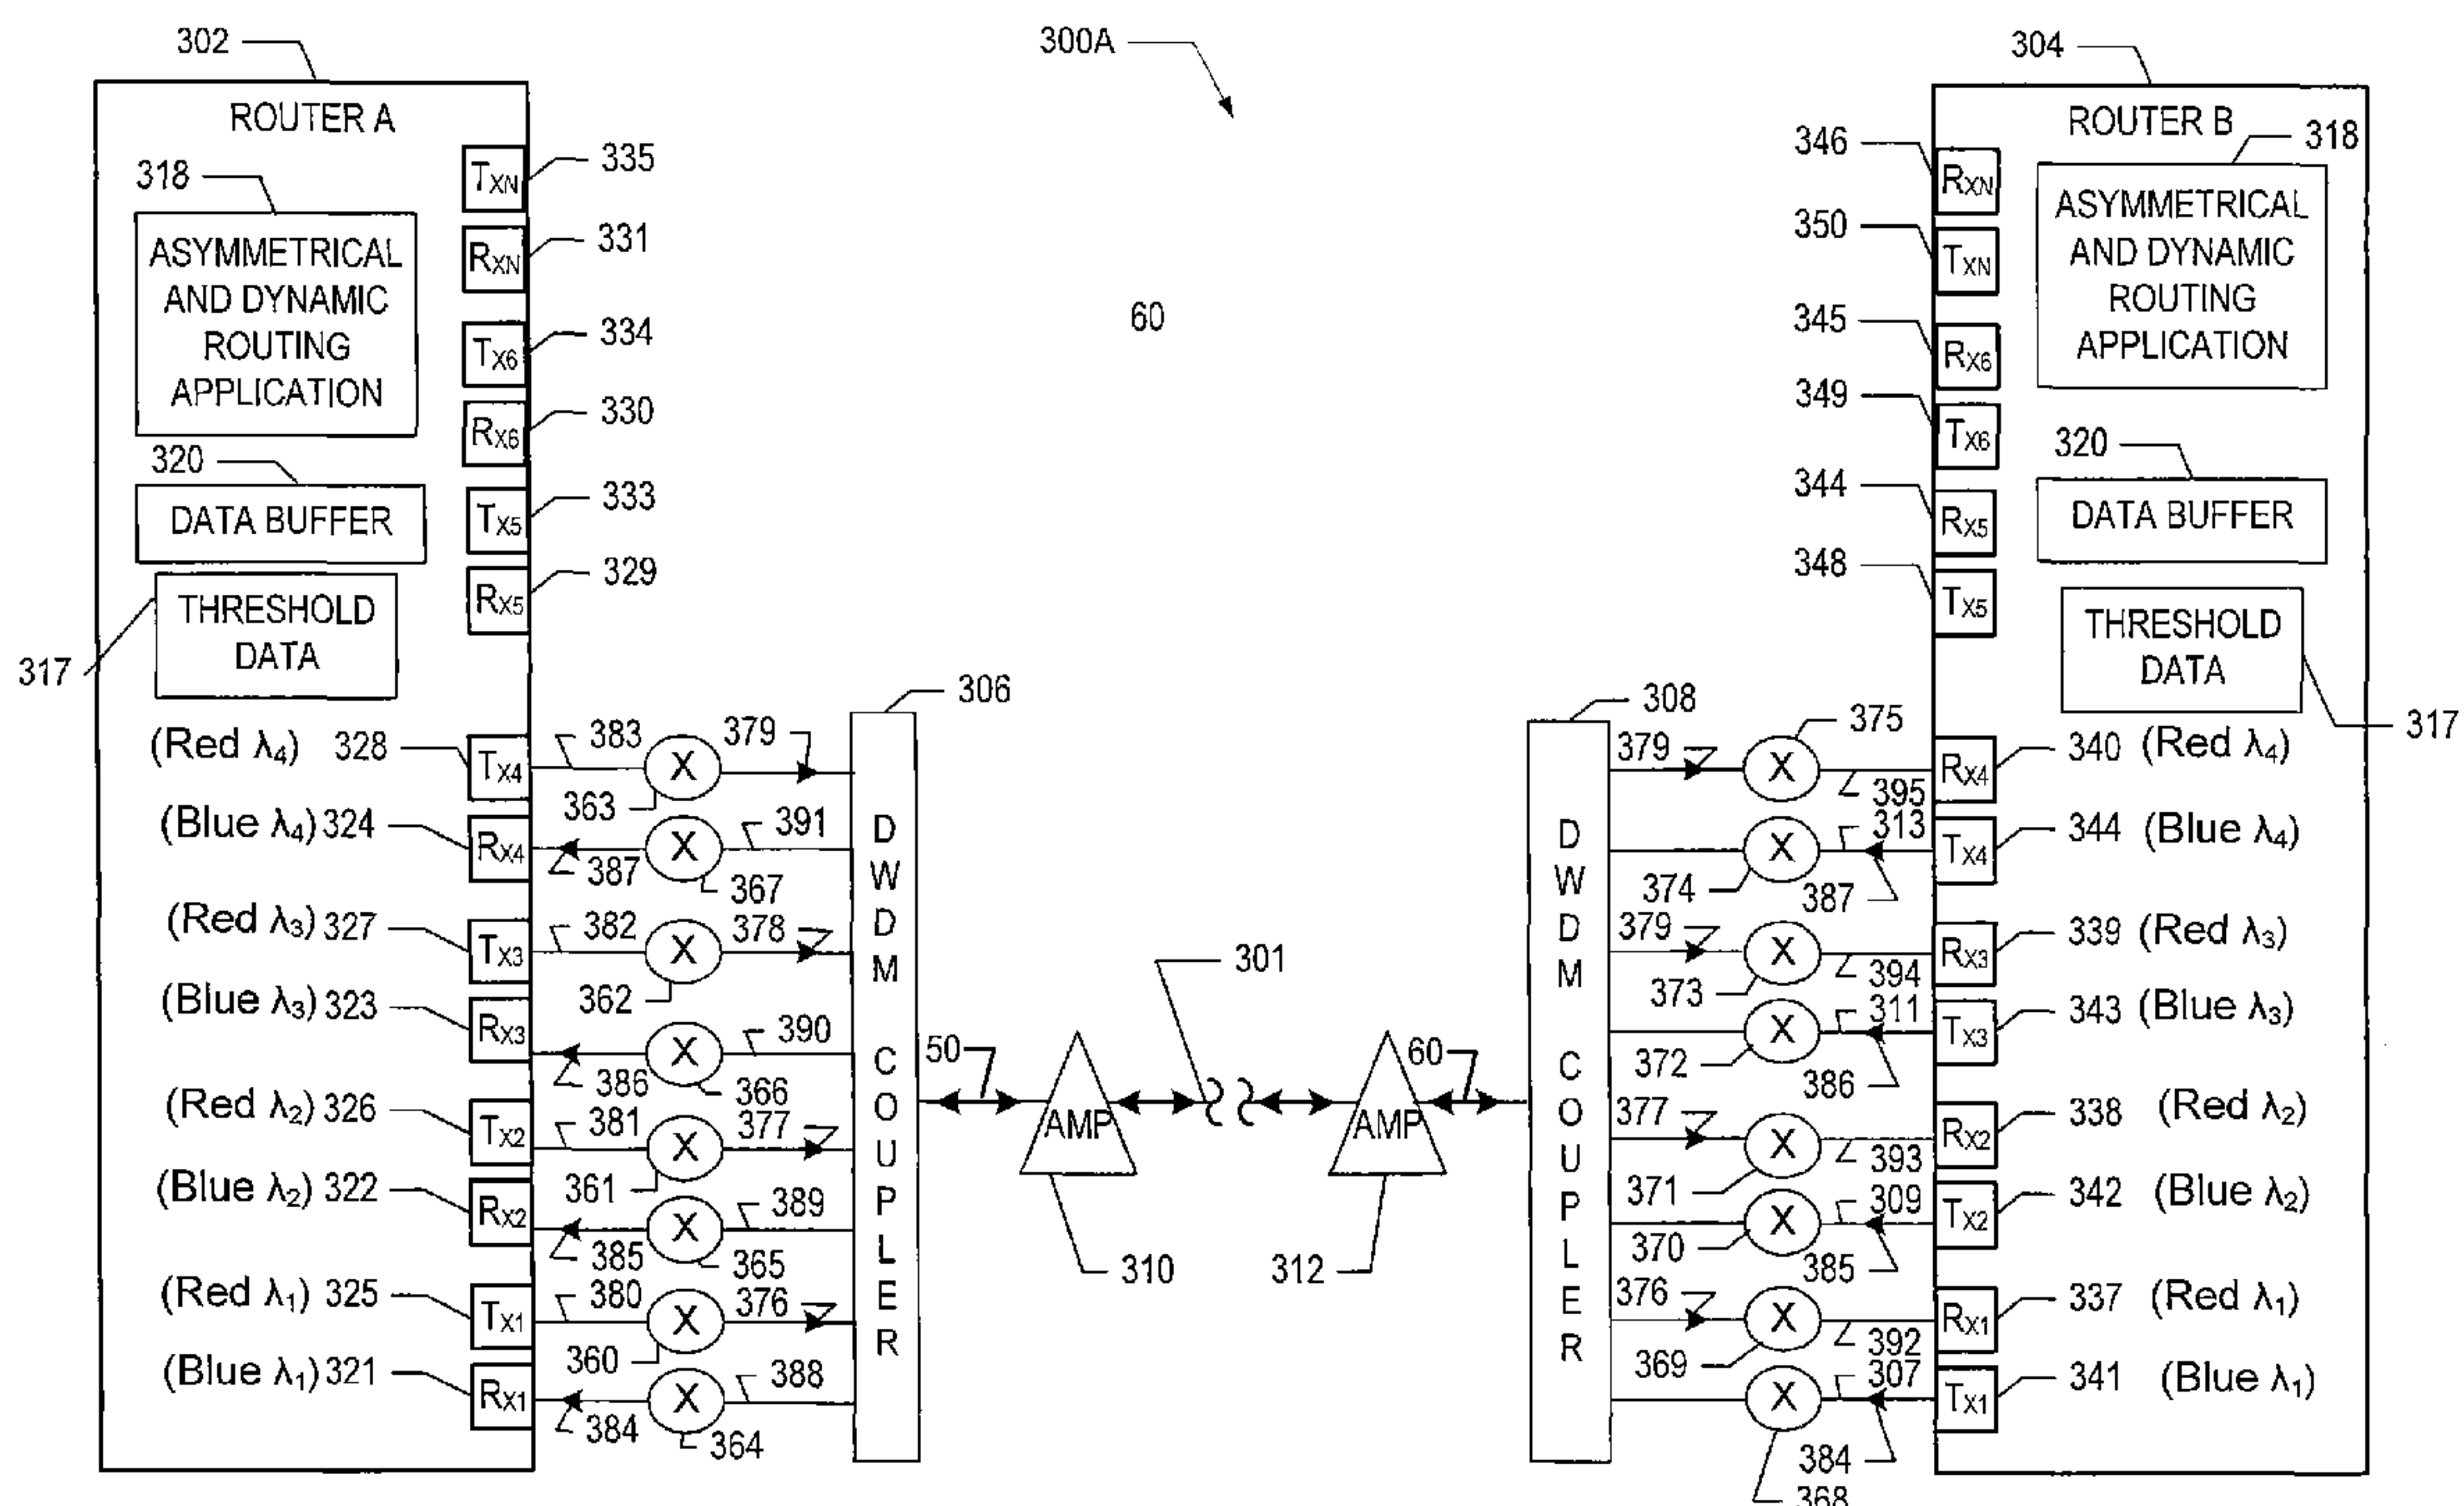 302
300A
304
ROUTER A
ROUTER B
318
318
TXN 335
RXN 331
TX6 334
RX6 330
TX5 333
RX5 329
ASYMMETRICAL
AND DYNAMIC
ROUTING
APPLICATION
320
DATA BUFFER
THRESHOLD
DATA
317
60
346 RXN
350 TXN
345 RX6
349 TX6
344 RX5
348 TX5
ASYMMETRICAL
AND DYNAMIC
ROUTING
APPLICATION
320
DATA BUFFER
THRESHOLD
DATA
317
306
308
(Red λ4) 328 TX4 383 X 379
363
(Blue λ4) 324 RX4 X 391
387 367
(Red λ3) 327 TX3 382 X 378
362
(Blue λ3) 323 RX3 X 390
386 366
(Red λ2) 326 TX2 381 X 377
361
(Blue λ2) 322 RX2 X 389
385 365
(Red λ1) 325 TX1 380 X 376
360
(Blue λ1) 321 RX1 X 388
384 364
DWDM COUPLER
50
AMP
310
301
AMP
312
60
DWDM COUPLER
379 X 375 RX4 340 (Red λ4)
395
X 313 TX4 344 (Blue λ4)
374 387
379 X RX3 339 (Red λ3)
373 394
X 311 TX3 343 (Blue λ3)
372 386
377 X RX2 338 (Red λ2)
371 393
X 309 TX2 342 (Blue λ2)
370 385
376 X RX1 337 (Red λ1)
369 392
X 307 TX1 341 (Blue λ1)
384
368